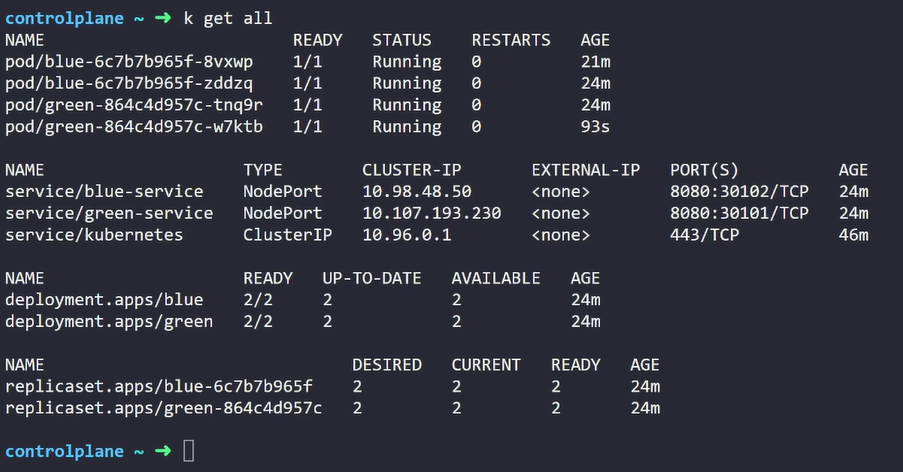 controlplane ~ ➜ k get all
NAME READY STATUS RESTARTS AGE
pod/blue-6c7b7b965f-8vxwp 1/1 Running 0 21m
pod/blue-6c7b7b965f-zddzq 1/1 Running 0 24m
pod/green-864c4d957c-tnq9r 1/1 Running 0 24m
pod/green-864c4d957c-w7ktb 1/1 Running 0 93s
NAME TYPE CLUSTER-IP EXTERNAL-IP PORT(S) AGE
service/blue-service NodePort 10.98.48.50 <none> 8080:30102/TCP 24m
service/green-service NodePort 10.107.193.230 <none> 8080:30101/TCP 24m
service/kubernetes ClusterIP 10.96.0.1 <none> 443/TCP 46m
NAME READY UP-TO-DATE AVAILABLE AGE
deployment.apps/blue 2/2 2 2 24m
deployment.apps/green 2/2 2 2 24m
NAME DESIRED CURRENT READY AGE
replicaset.apps/blue-6c7b7b965f 2 2 2 24m
replicaset.apps/green-864c4d957c 2 2 2 24m
controlplane ~ ➜